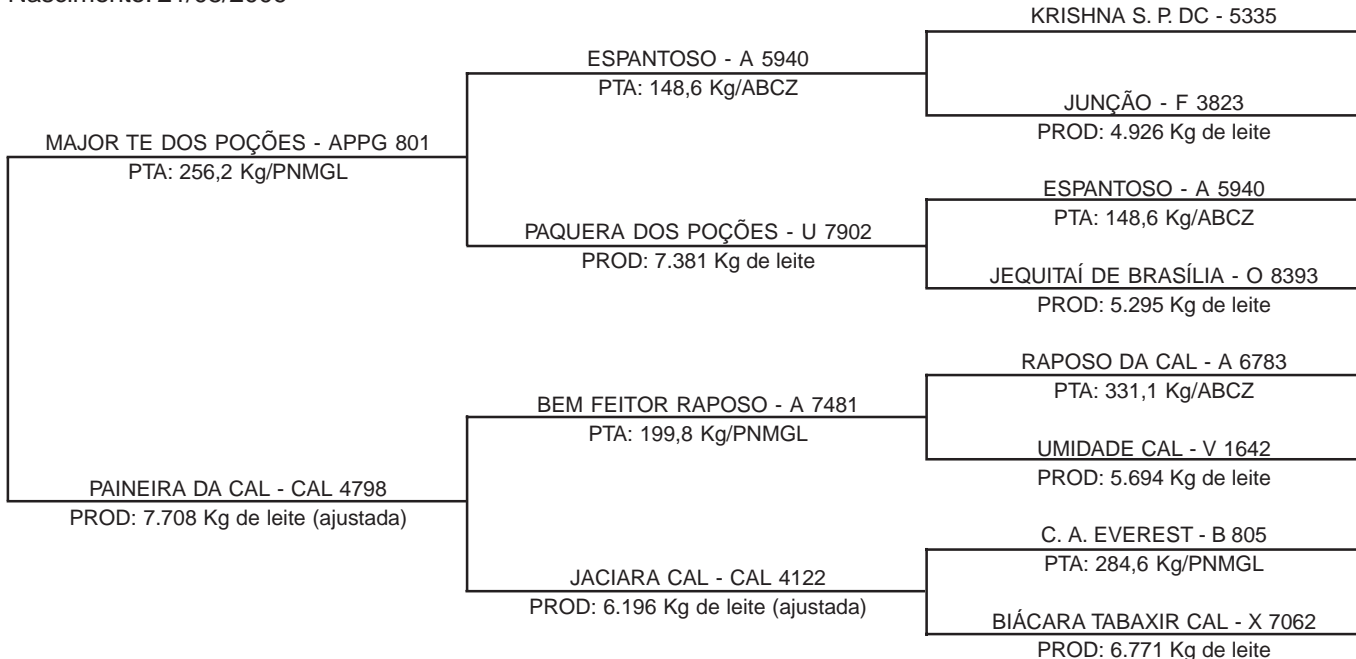 KRISHNA S. P. DC - 5335
ESPANTOSO - A 5940
PTA: 148,6 Kg/ABCZ
JUNÇÃO - F 3823
PROD: 4.926 Kg de leite
MAJOR TE DOS POÇÕES - APPG 801
PTA: 256,2 Kg/PNMGL
ESPANTOSO - A 5940
PTA: 148,6 Kg/ABCZ
PAQUERA DOS POÇÕES - U 7902
PROD: 7.381 Kg de leite
JEQUITAÍ DE BRASÍLIA - O 8393
PROD: 5.295 Kg de leite
RAPOSO DA CAL - A 6783
PTA: 331,1 Kg/ABCZ
BEM FEITOR RAPOSO - A 7481
PTA: 199,8 Kg/PNMGL
UMIDADE CAL - V 1642
PROD: 5.694 Kg de leite
PAINEIRA DA CAL - CAL 4798
PROD: 7.708 Kg de leite (ajustada)
C. A. EVEREST - B 805
PTA: 284,6 Kg/PNMGL
JACIARA CAL - CAL 4122
PROD: 6.196 Kg de leite (ajustada)
BIÁCARA TABAXIR CAL - X 7062
PROD: 6.771 Kg de leite